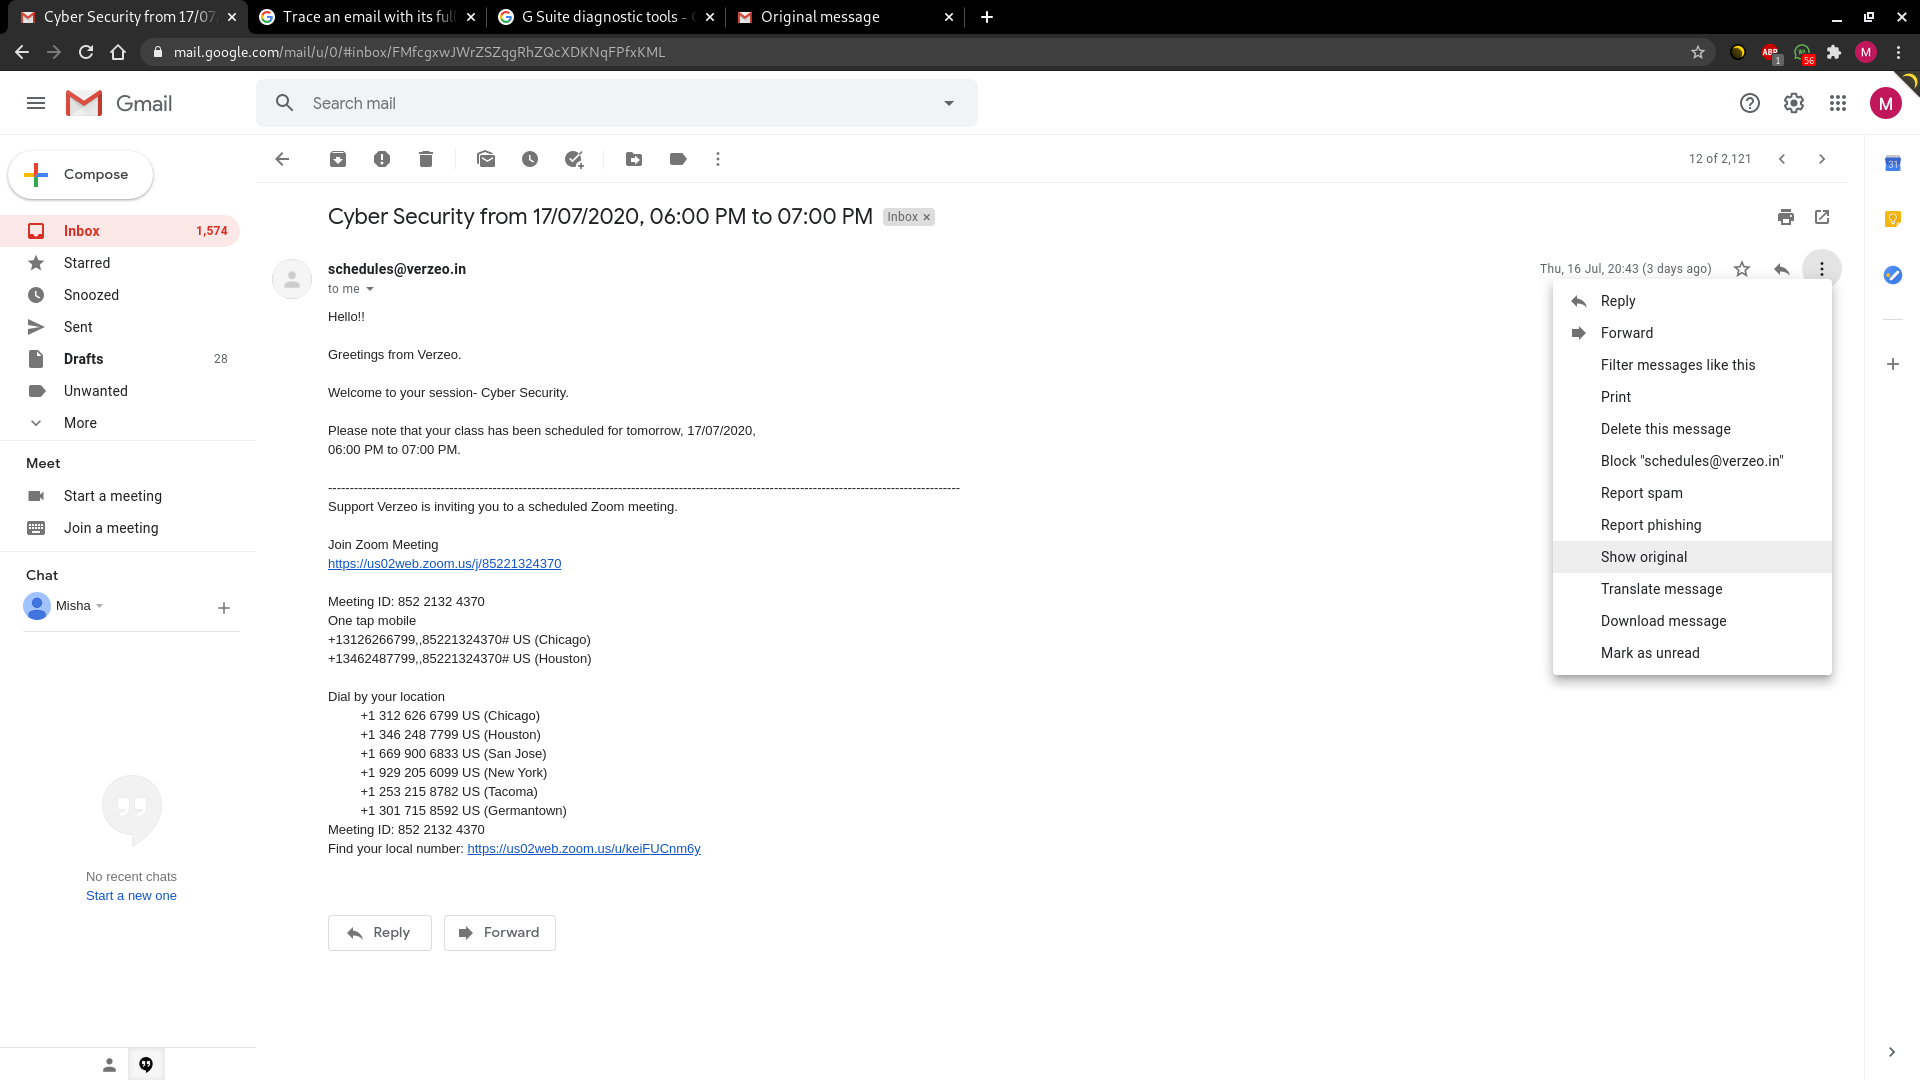 Cyber Security from 17/07
Trace an email with its full
G Suite diagnostic tools -
Original message
mail.google.com/mail/u/0/#inbox/FMfcgxwJWrZSZqgRhZQcXDKNqFPfxKML
ABP
1
56
M
Gmail
Search mail
M
Compose
12 of 2,121
31
Inbox 1,574
Starred
Snoozed
Sent
Drafts 28
Unwanted
More
Meet
Start a meeting
Join a meeting
Chat
Misha
No recent chats
Start a new one
Cyber Security from 17/07/2020, 06:00 PM to 07:00 PM Inbox
schedules@verzeo.in
Thu, 16 Jul, 20:43 (3 days ago)
to me
Hello!!
Greetings from Verzeo.
Welcome to your session- Cyber Security.
Please note that your class has been scheduled for tomorrow, 17/07/2020,
06:00 PM to 07:00 PM.
--------------------------------------------------------------------------------------------------------------------------------------------------
Support Verzeo is inviting you to a scheduled Zoom meeting.
Join Zoom Meeting
https://us02web.zoom.us/j/85221324370
Meeting ID: 852 2132 4370
One tap mobile
+13126266799,,85221324370# US (Chicago)
+13462487799,,85221324370# US (Houston)
Dial by your location
+1 312 626 6799 US (Chicago)
+1 346 248 7799 US (Houston)
+1 669 900 6833 US (San Jose)
+1 929 205 6099 US (New York)
+1 253 215 8782 US (Tacoma)
+1 301 715 8592 US (Germantown)
Meeting ID: 852 2132 4370
Find your local number: https://us02web.zoom.us/u/keiFUCnm6y
Reply
Forward
Reply
Forward
Filter messages like this
Print
Delete this message
Block "schedules@verzeo.in"
Report spam
Report phishing
Show original
Translate message
Download message
Mark as unread